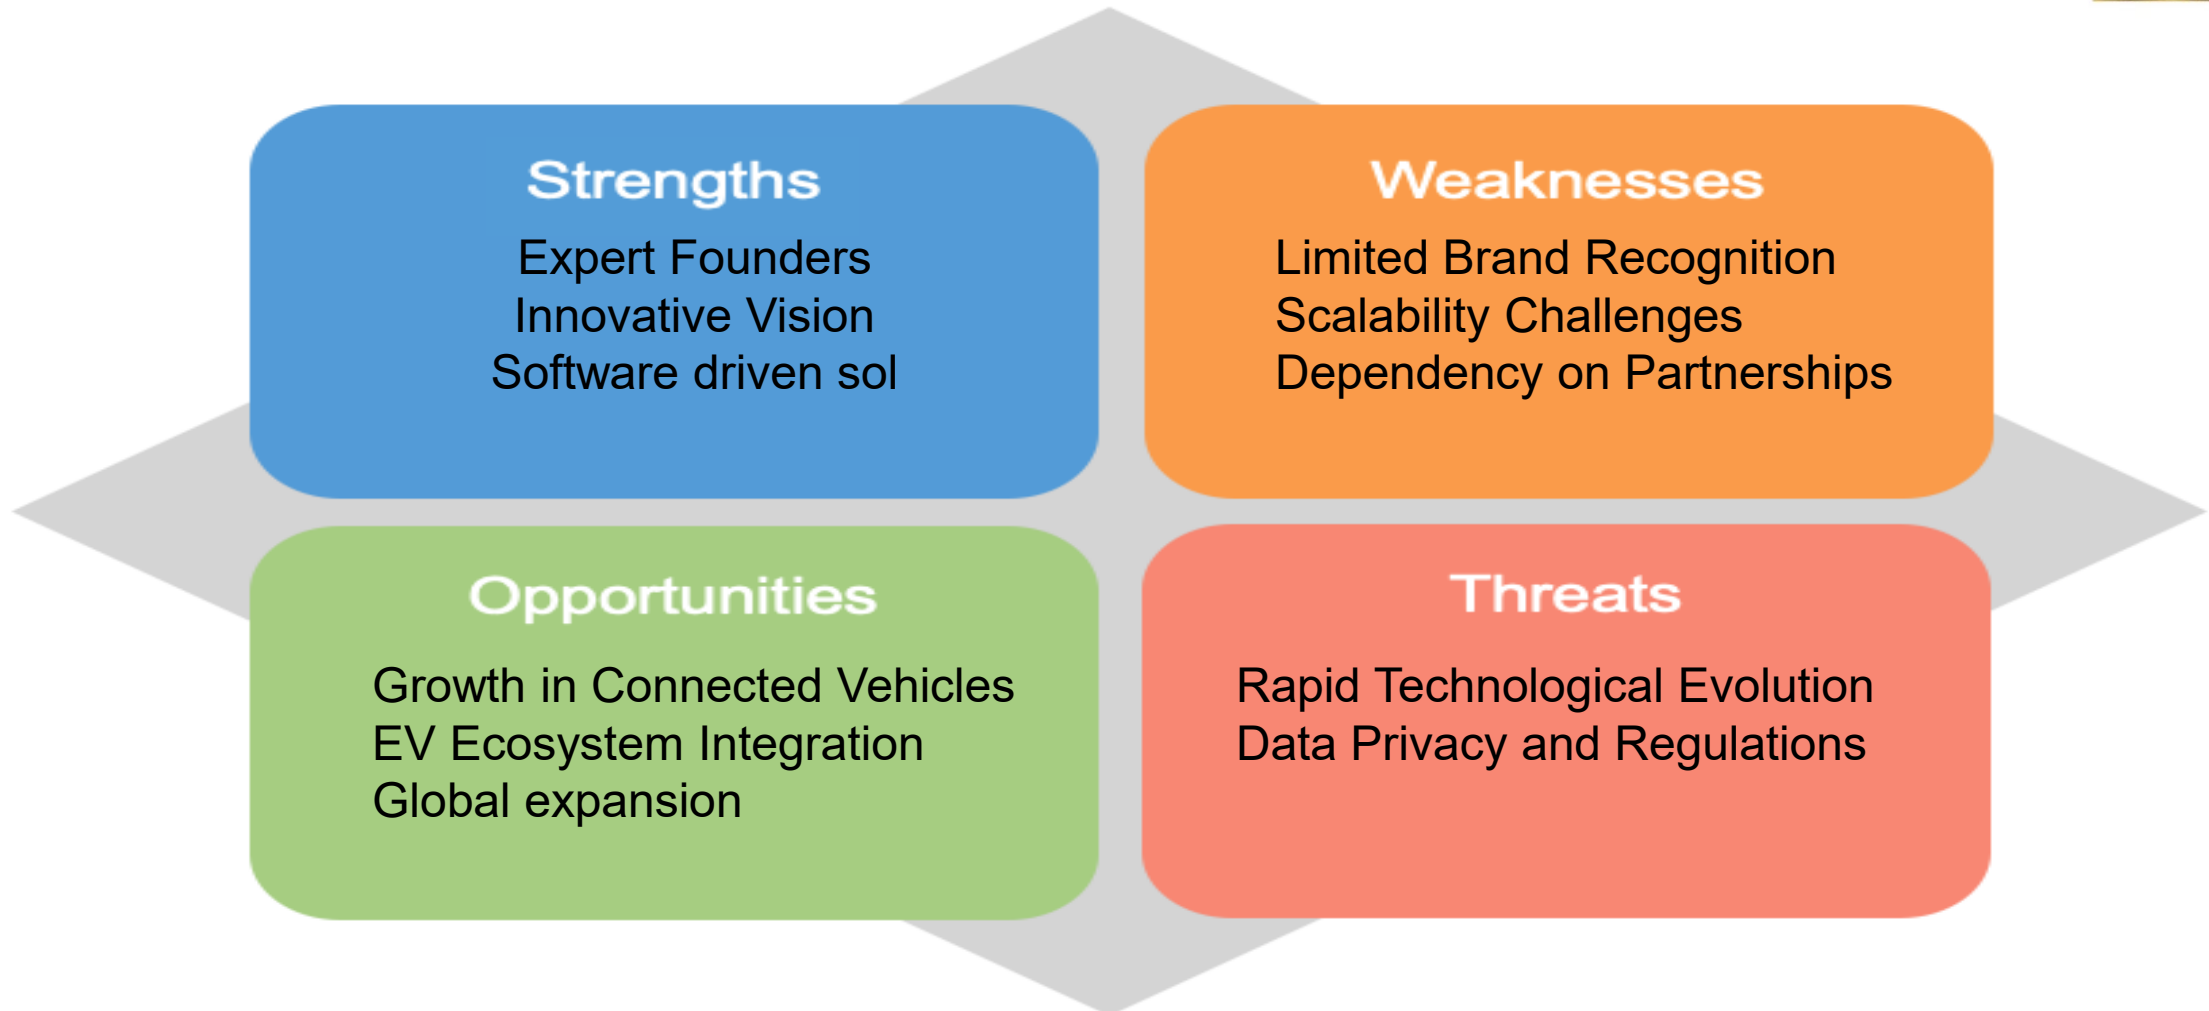 Strengths
Expert Founders
Innovative Vision
Software driven sol
Weaknesses
Limited Brand Recognition
Scalability Challenges
Dependency on Partnerships
Opportunities
Growth in Connected Vehicles
EV Ecosystem Integration
Global expansion
Threats
Rapid Technological Evolution
Data Privacy and Regulations